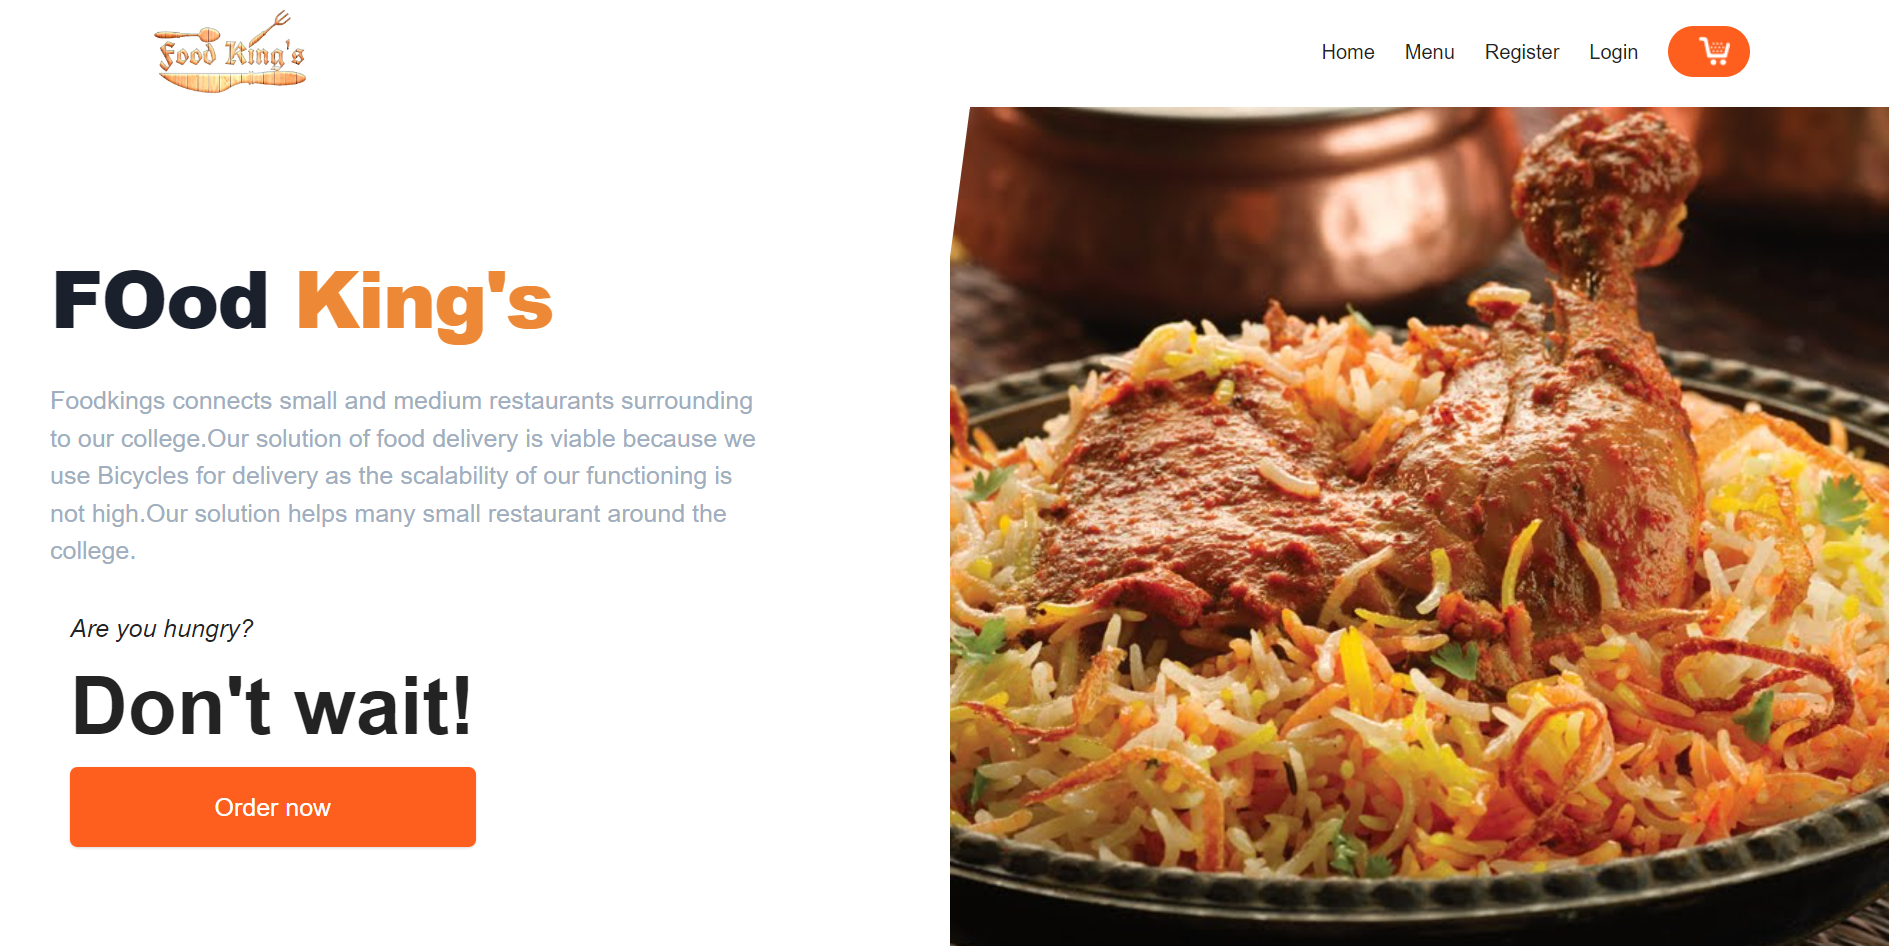 Food King's
Home
Menu
Register
Login
FOod King's
Foodkings connects small and medium restaurants surrounding
to our college.Our solution of food delivery is viable because we
use Bicycles for delivery as the scalability of our functioning is
not high.Our solution helps many small restaurant around the
college.
Are you hungry?
Don't wait!
Order now